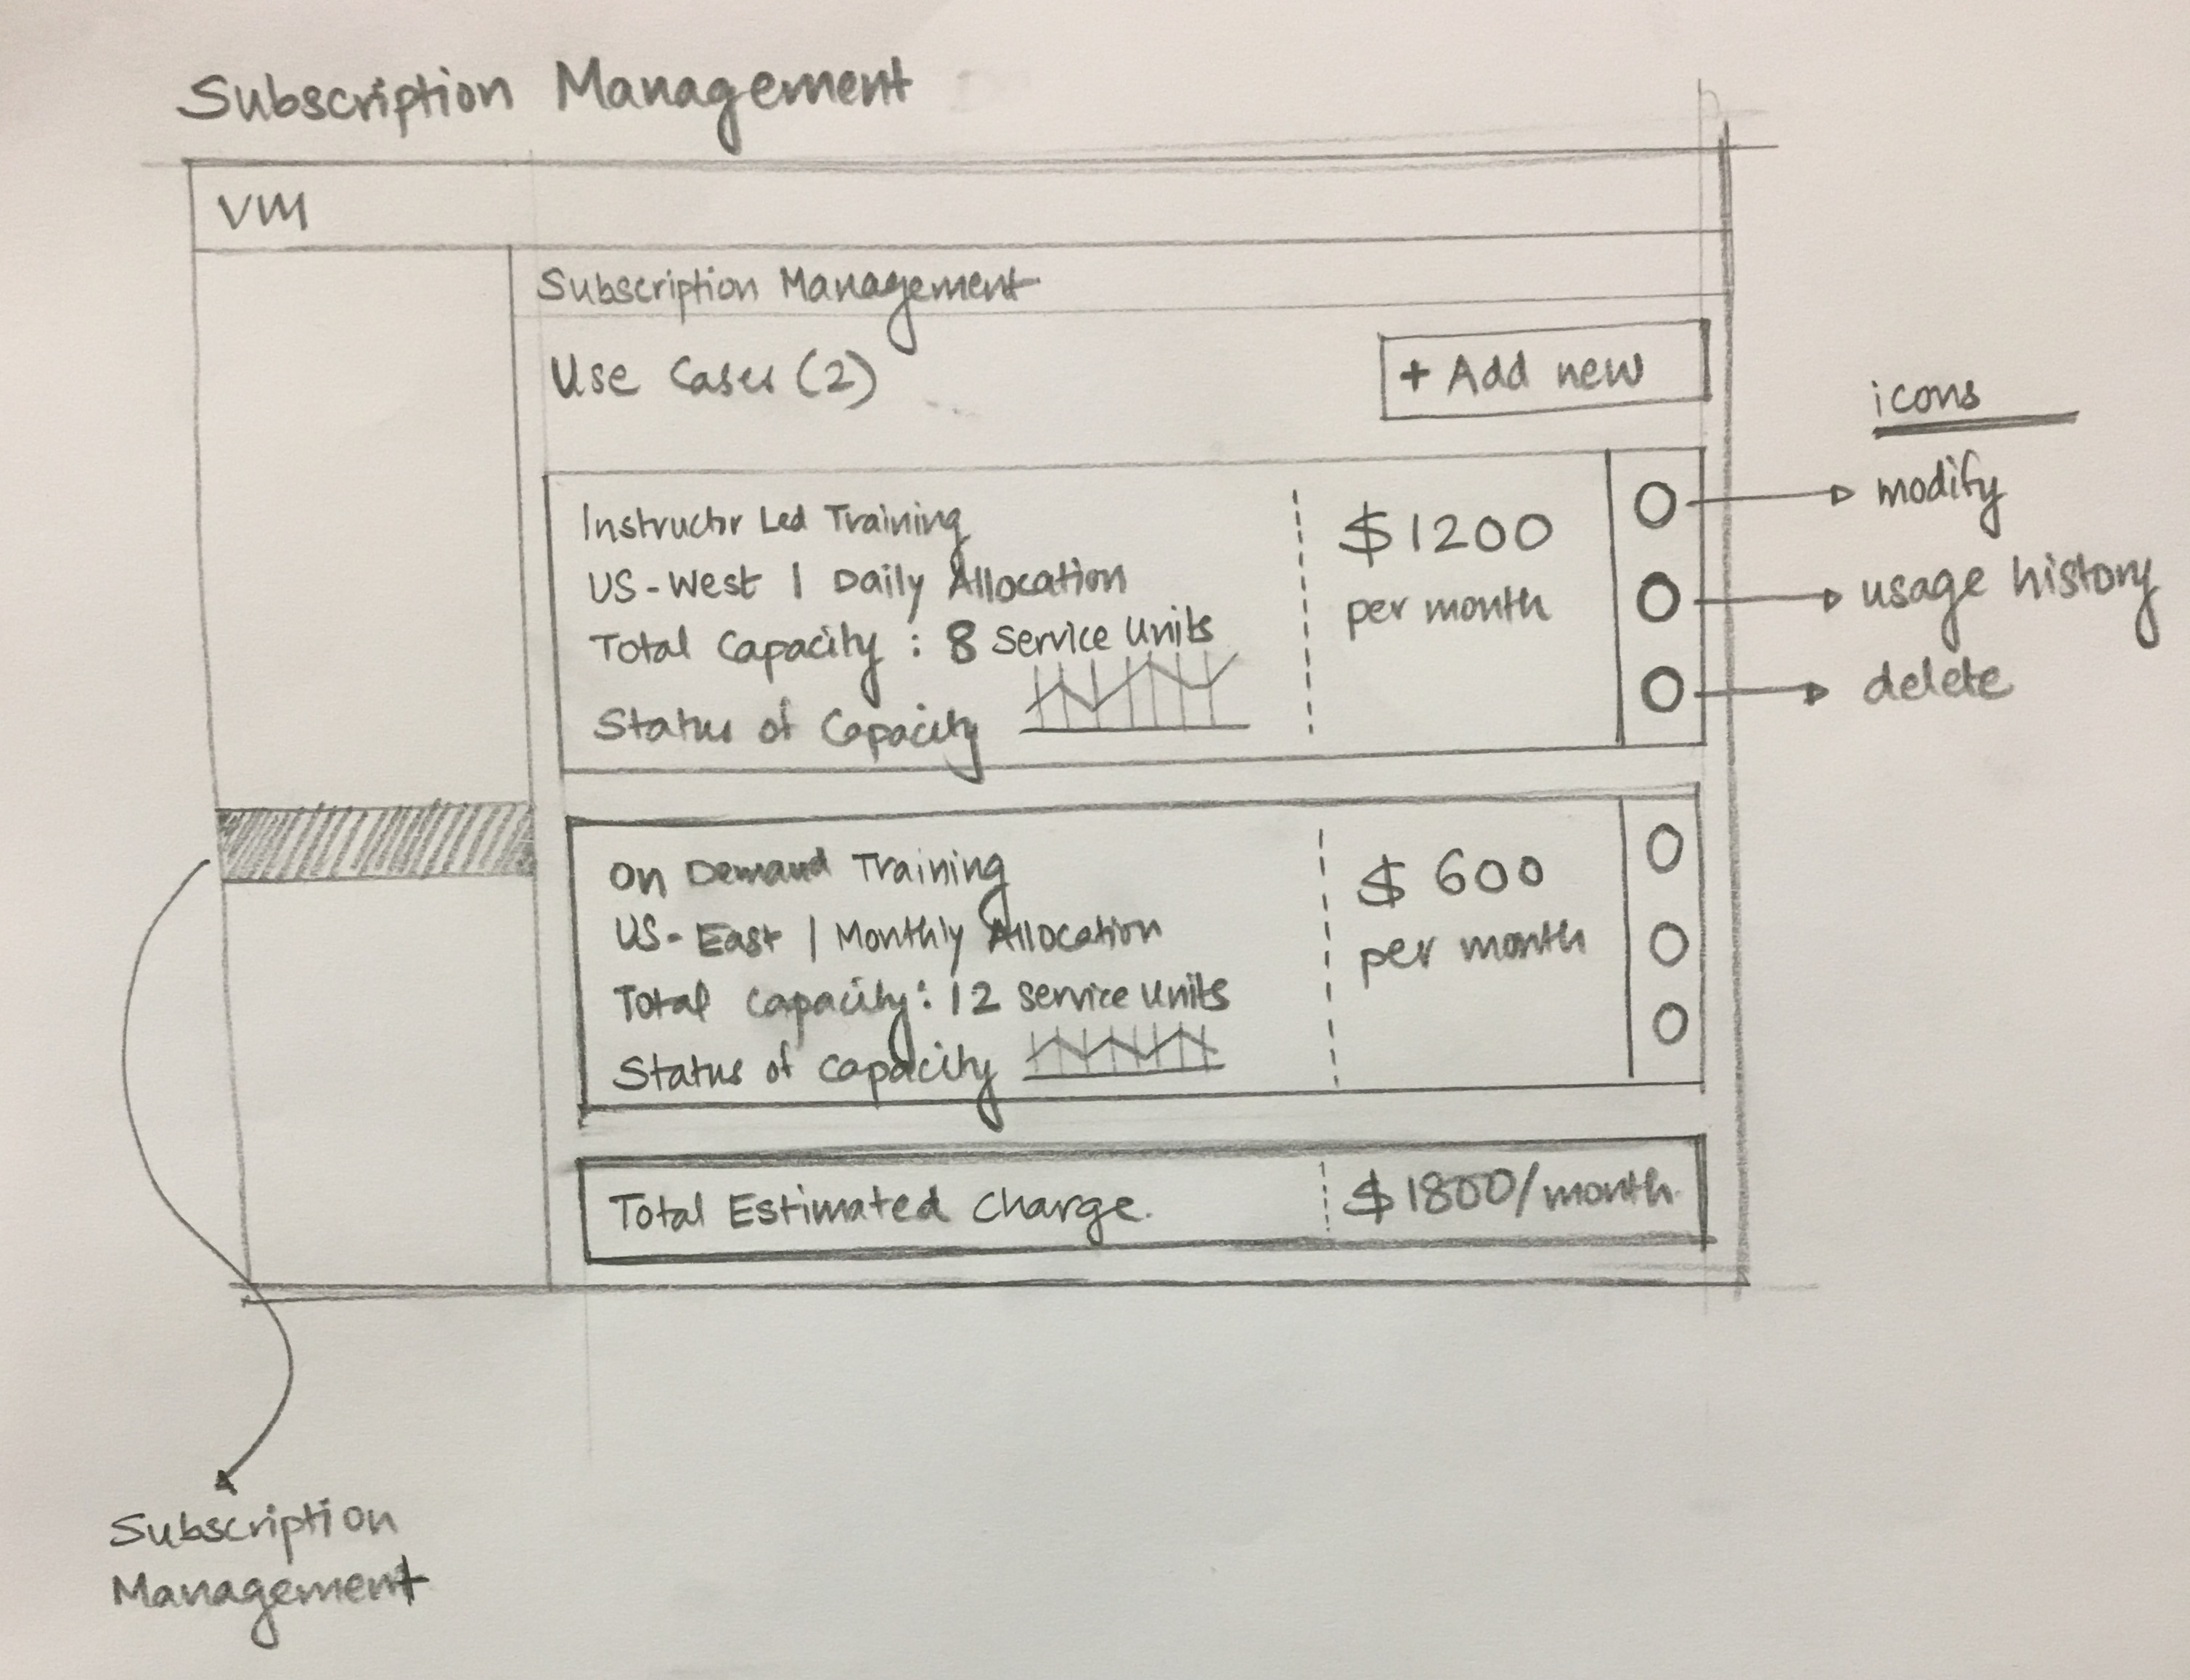 Subscription Management
VM
Subscription Management
Use Cases (2)
+ Add new
icons
Instructor Led Training
US-West | Daily Allocation
Total Capacity : 8 Service Units
Status of Capacity
$1200
per month
modify
usage history
delete
On Demand Training
US-East | Monthly Allocation
Total Capacity: 12 Service Units
Status of capacity
$ 600
per month
Total Estimated Charge.
$1800/month.
Subscription
Management